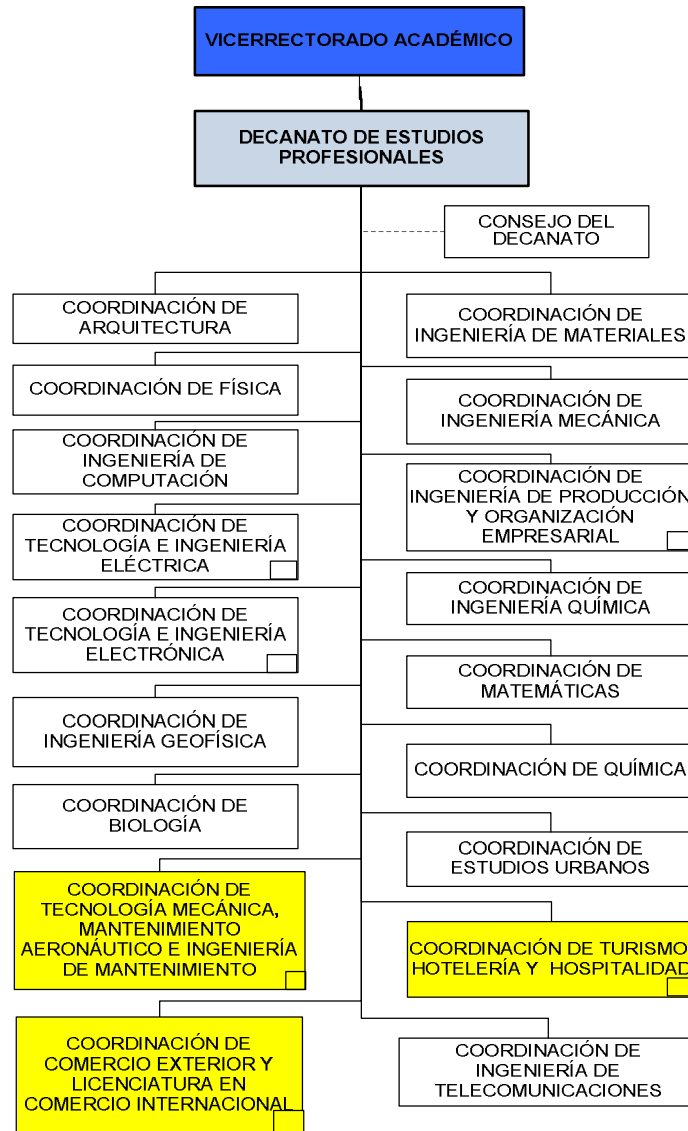 VICERRECTORADO ACADÉMICO
DECANATO DE ESTUDIOS
PROFESIONALES
CONSEJO DEL
DECANATO
COORDINACIÓN DE
ARQUITECTURA
COORDINACIÓN DE FÍSICA
COORDINACIÓN DE
INGENIERÍA DE
COMPUTACIÓN
COORDINACIÓN DE
TECNOLOGÍA E INGENIERÍA
ELÉCTRICA
COORDINACIÓN DE
TECNOLOGÍA E INGENIERÍA
ELECTRÓNICA
COORDINACIÓN DE
INGENIERÍA GEOFÍSICA
COORDINACIÓN DE
BIOLOGÍA
COORDINACIÓN DE
TECNOLOGÍA MECÁNICA,
MANTENIMIENTO
AERONÁUTICO E INGENIERÍA
DE MANTENIMIENTO
COORDINACIÓN DE
COMERCIO EXTERIOR Y
LICENCIATURA EN
COMERCIO INTERNACIONAL
COORDINACIÓN DE
INGENIERÍA DE MATERIALES
COORDINACIÓN DE
INGENIERÍA MECÁNICA
COORDINACIÓN DE
INGENIERÍA DE PRODUCCIÓN
Y ORGANIZACIÓN
EMPRESARIAL
COORDINACIÓN DE
INGENIERÍA QUÍMICA
COORDINACIÓN DE
MATEMÁTICAS
COORDINACIÓN DE QUÍMICA
COORDINACIÓN DE
ESTUDIOS URBANOS
COORDINACIÓN DE TURISMO
HOTELERÍA Y HOSPITALIDAD
COORDINACIÓN DE
INGENIERÍA DE
TELECOMUNICACIONES